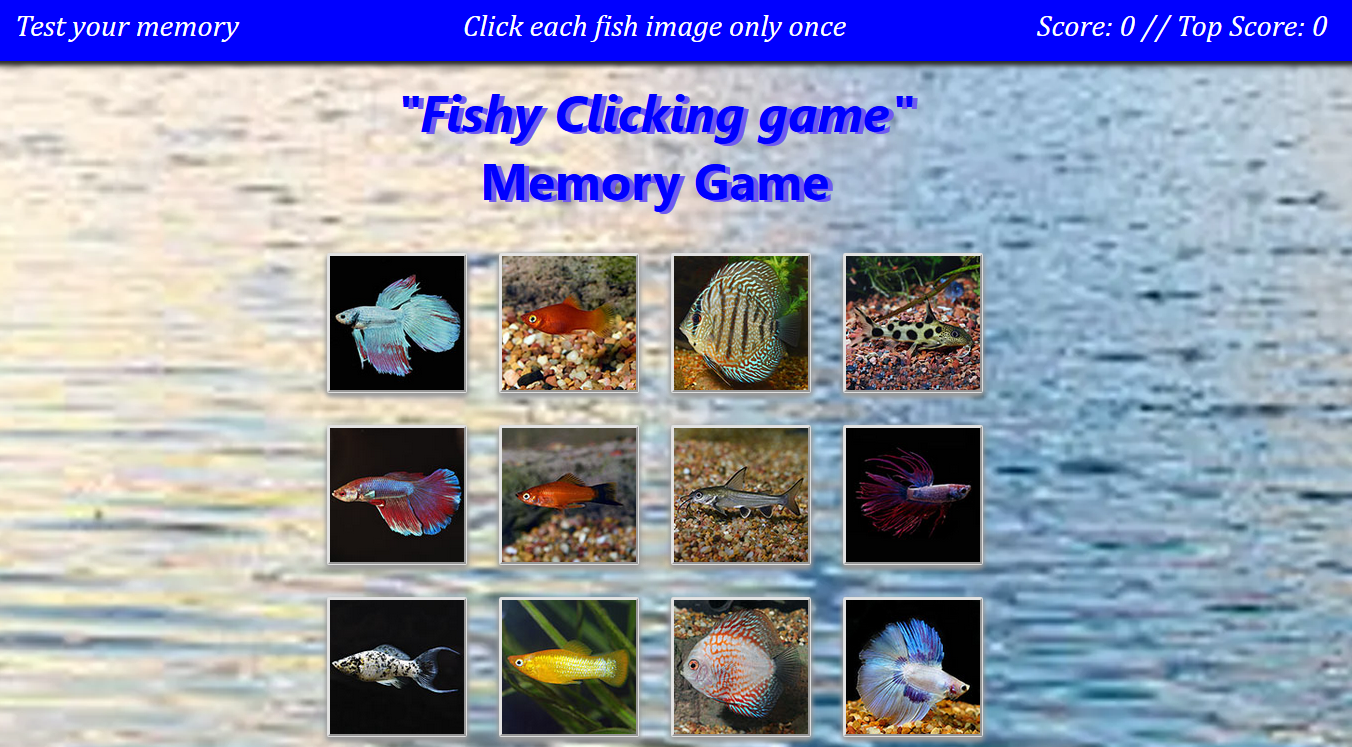 Test your memory
Click each fish image only once
Score: 0 // Top Score: 0
"Fishy Clicking game"
Memory Game